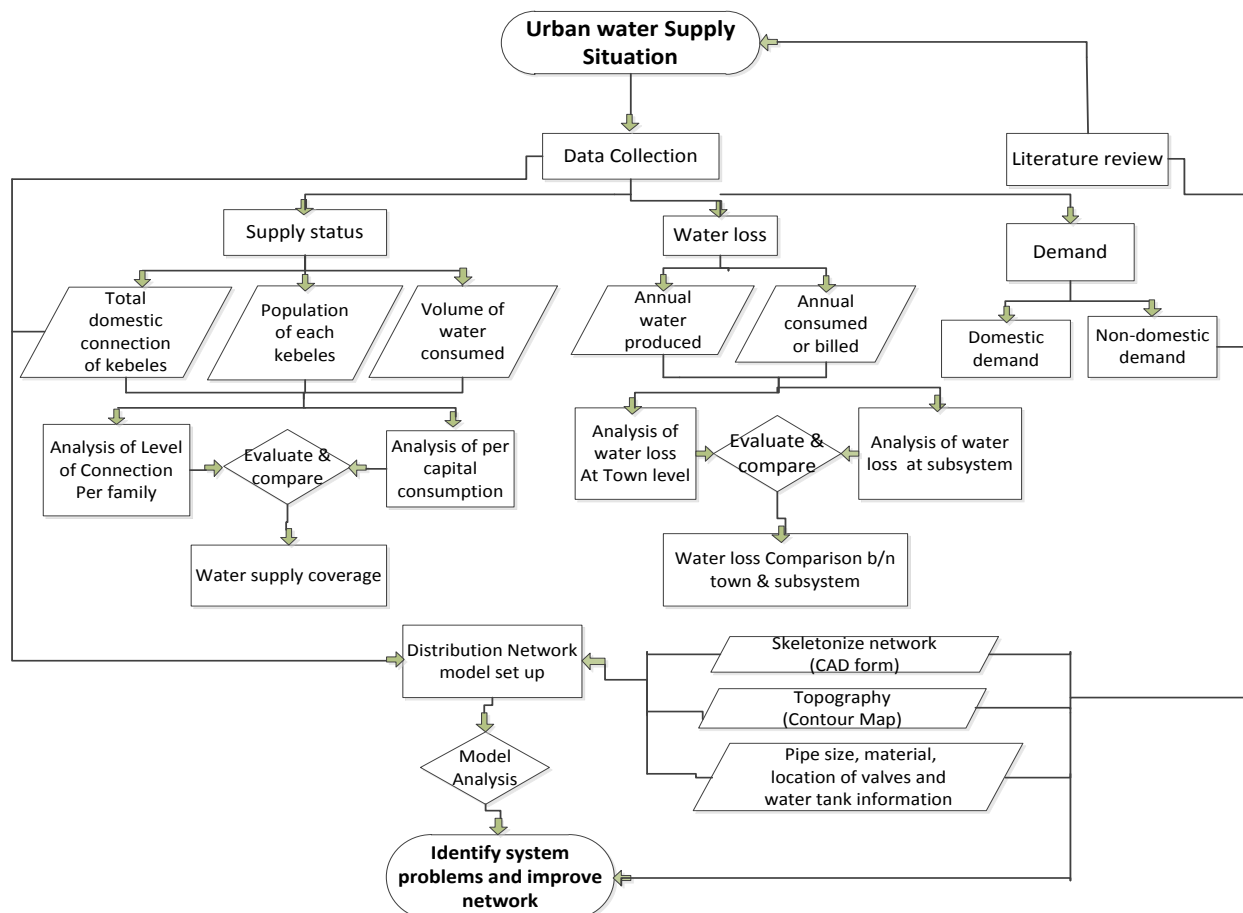 Urban water Supply
Situation
Data Collection
Literature review
Supply status
Water loss
Demand
Total
domestic
connection
of kebeles
Population
of each
kebeles
Volume of
water
consumed
Annual
water
produced
Annual
consumed
or billed
Domestic
demand
Non-domestic
demand
Analysis of Level
of Connection
Per family
Evaluate &
compare
Analysis of per
capital
consumption
Analysis of
water loss
At Town level
Evaluate &
compare
Analysis of water
loss at subsystem
Water supply coverage
Water loss Comparison b/n
town & subsystem
Distribution Network
model set up
Skeletonize network
(CAD form)
Topography
(Contour Map)
Pipe size, material,
location of valves and
water tank information
Model
Analysis
Identify system
problems and improve
network